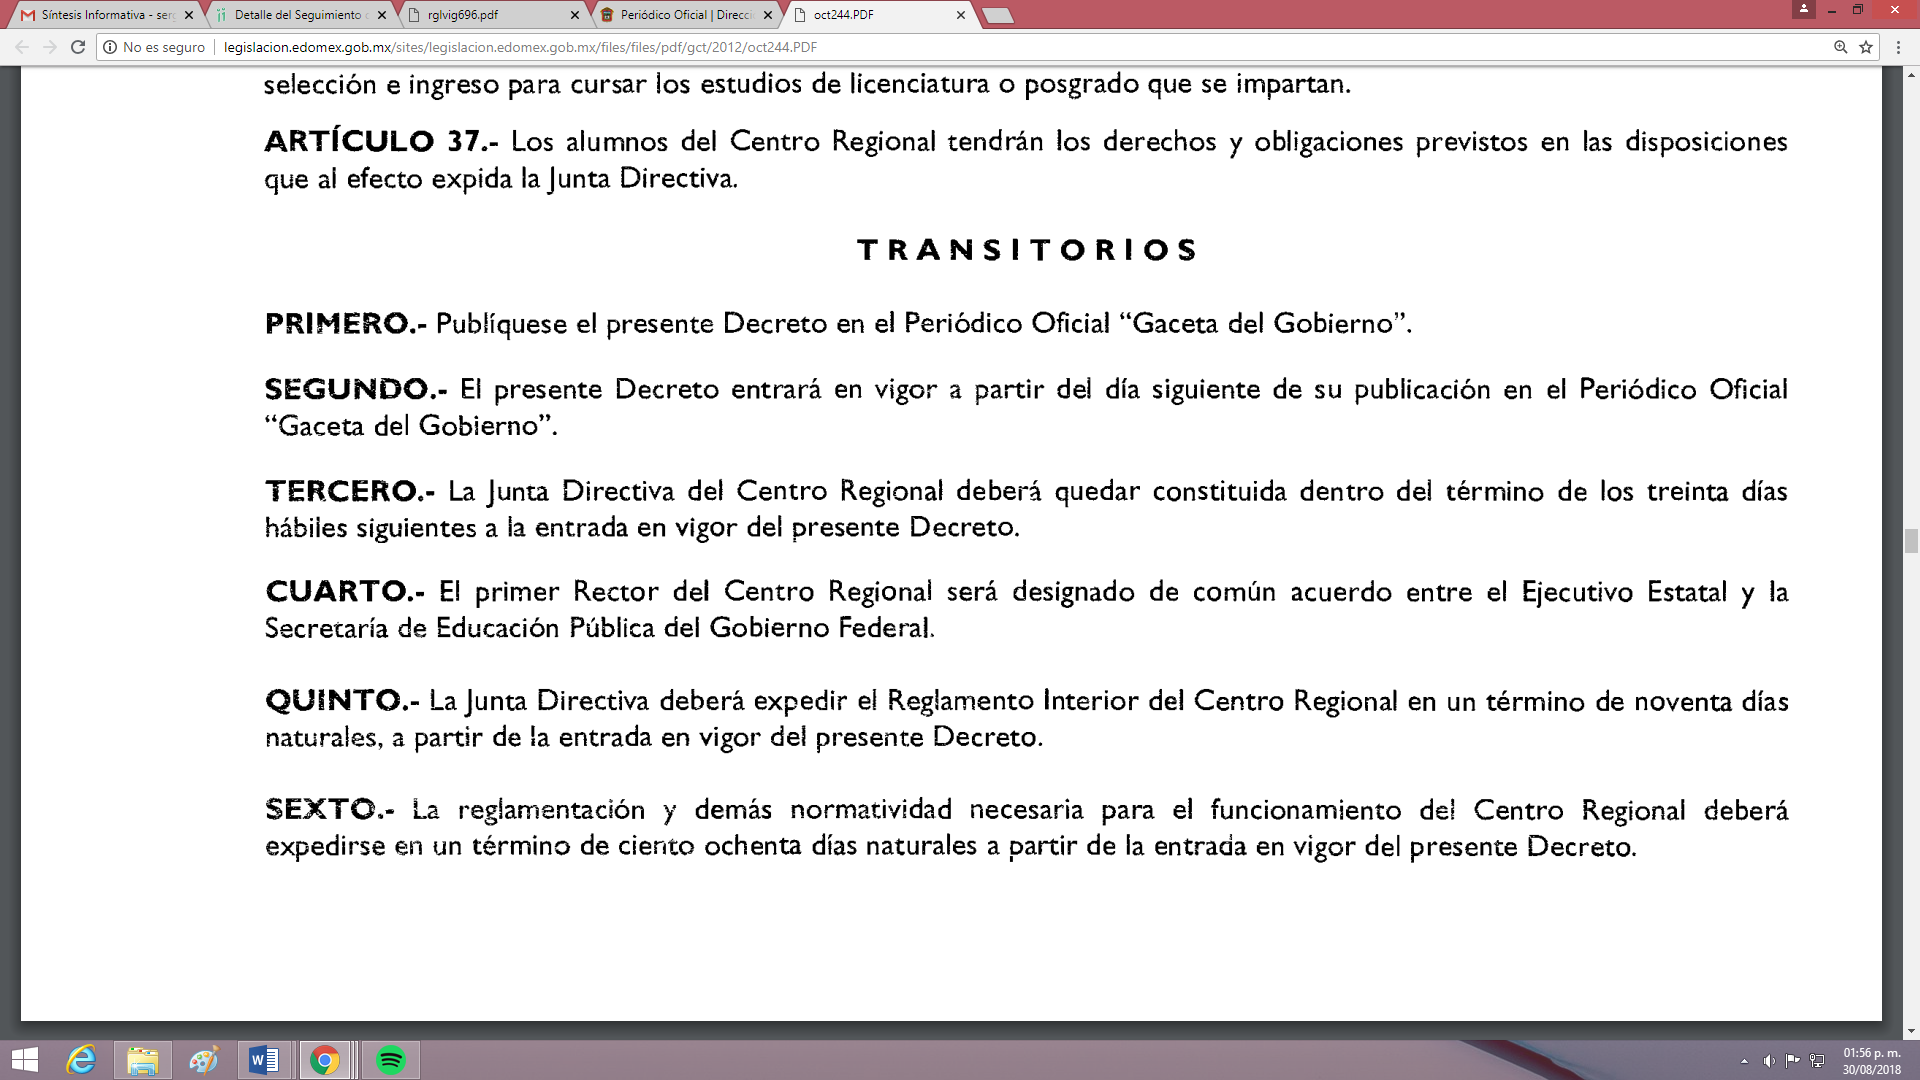 Síntesis Informativa - ser
Detalle del Seguimiento
rglvig696.pdf
Periódico Oficial | Direcci
oct244.PDF
No es seguro
legislacion.edomex.gob.mx/sites/legislacion.edomex.gob.mx/files/files/pdf/gct/2012/oct244.PDF
selección e ingreso para cursar los estudios de licenciatura o posgrado que se impartan.
ARTÍCULO 37.- Los alumnos del Centro Regional tendrán los derechos y obligaciones previstos en las disposiciones
que al efecto expida la Junta Directiva.
T R A N S I T O R I O S
PRIMERO.- Publíquese el presente Decreto en el Periódico Oficial “Gaceta del Gobierno”.
SEGUNDO.- El presente Decreto entrará en vigor a partir del día siguiente de su publicación en el Periódico Oficial
“Gaceta del Gobierno”.
TERCERO.- La Junta Directiva del Centro Regional deberá quedar constituida dentro del término de los treinta días
hábiles siguientes a la entrada en vigor del presente Decreto.
CUARTO.- El primer Rector del Centro Regional será designado de común acuerdo entre el Ejecutivo Estatal y la
Secretaría de Educación Pública del Gobierno Federal.
QUINTO.- La Junta Directiva deberá expedir el Reglamento Interior del Centro Regional en un término de noventa días
naturales, a partir de la entrada en vigor del presente Decreto.
SEXTO.- La reglamentación y demás normatividad necesaria para el funcionamiento del Centro Regional deberá
expedirse en un término de ciento ochenta días naturales a partir de la entrada en vigor del presente Decreto.
01:56 p. m.
30/08/2018